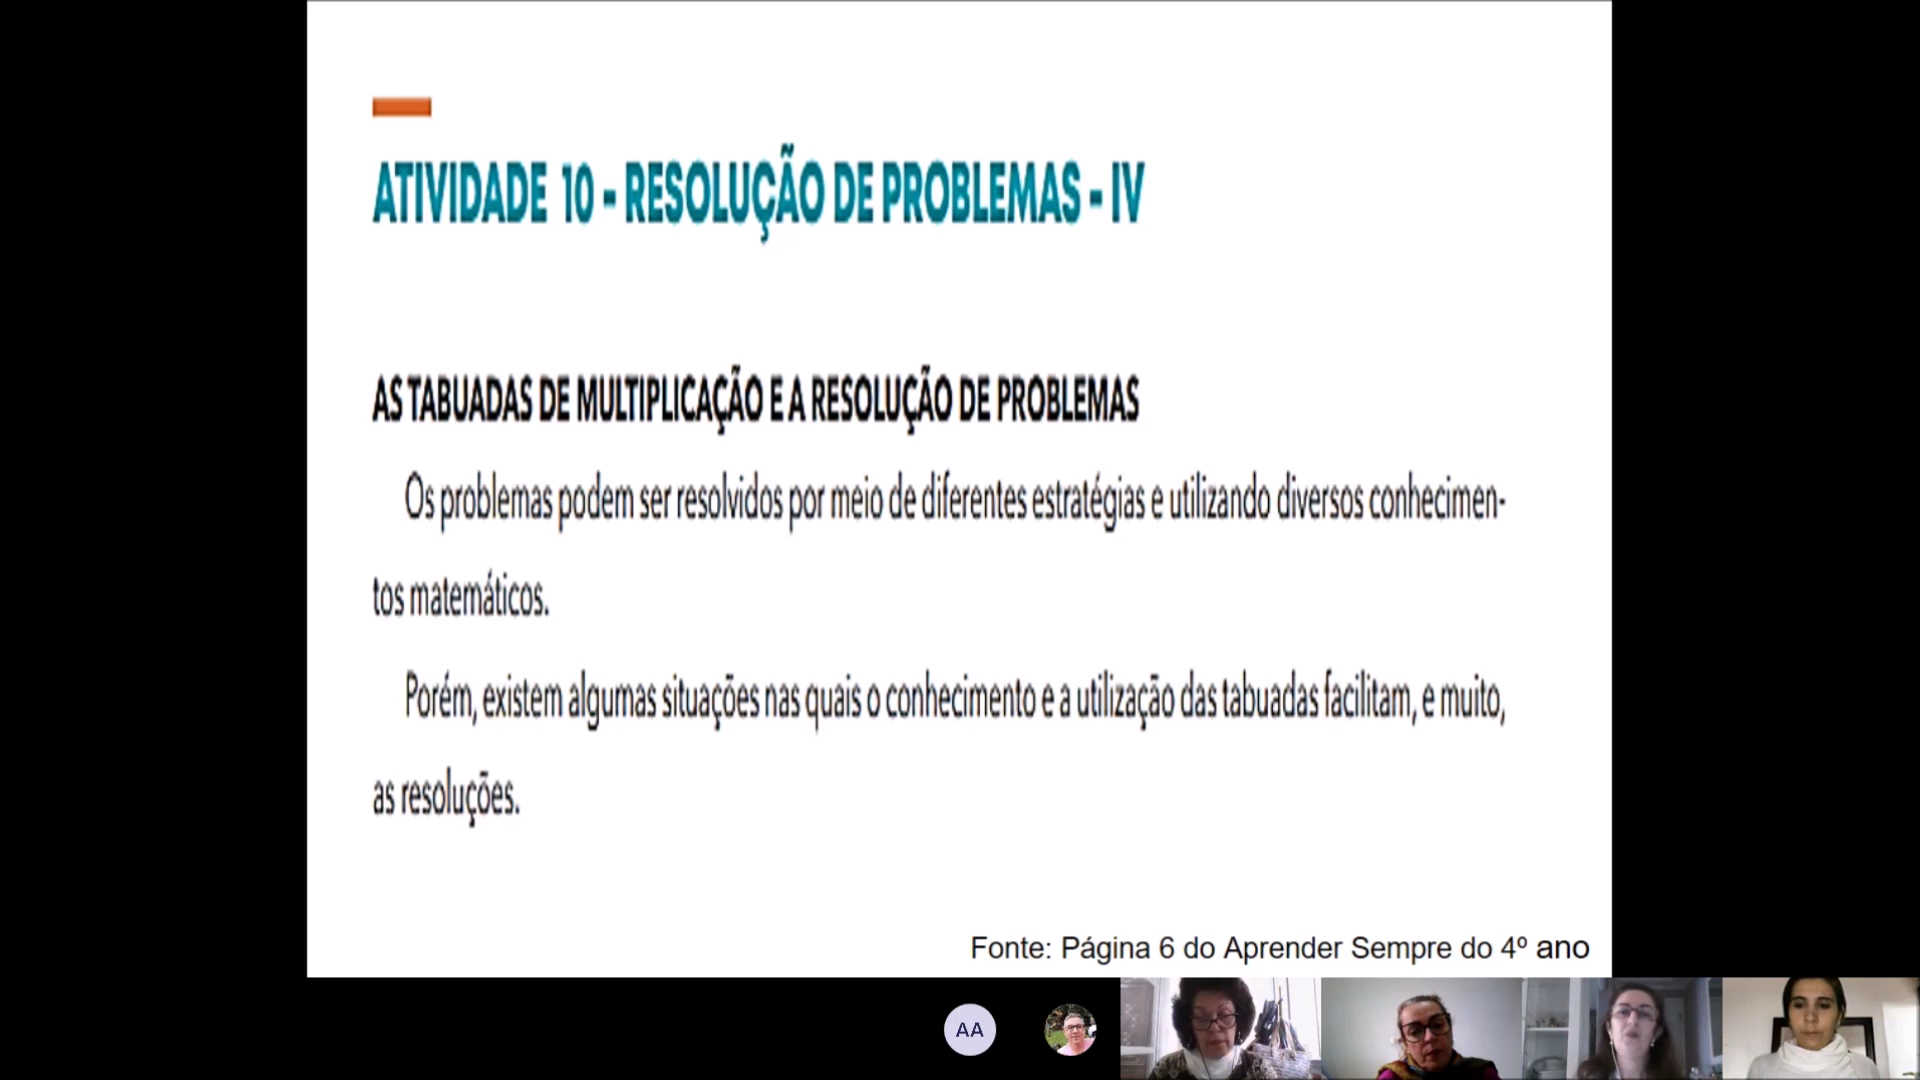 ATIVIDADE 10 - RESOLUÇÃO DE PROBLEMAS - IV
AS TABUADAS DE MULTIPLICAÇÃO E A RESOLUÇÃO DE PROBLEMAS
Os problemas podem ser resolvidos por meio de diferentes estratégias e utilizando diversos conhecimen-
tos matemáticos.
Porém, existem algumas situações nas quais o conhecimento e a utilização das tabuadas facilitam, e muito,
as resoluções.
Fonte: Página 6 do Aprender Sempre do 4º ano
AA